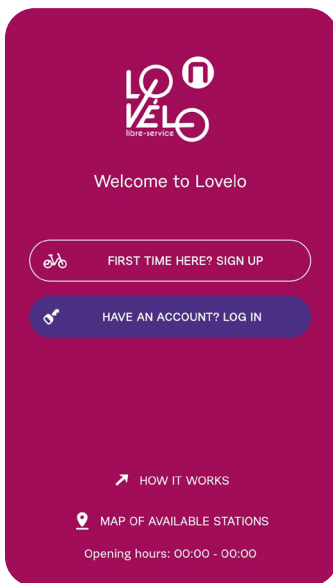 LO
VÉLO
libre-service
Welcome to Lovelo
FIRST TIME HERE? SIGN UP
HAVE AN ACCOUNT? LOG IN
HOW IT WORKS
MAP OF AVAILABLE STATIONS
Opening hours: 00:00 - 00:00